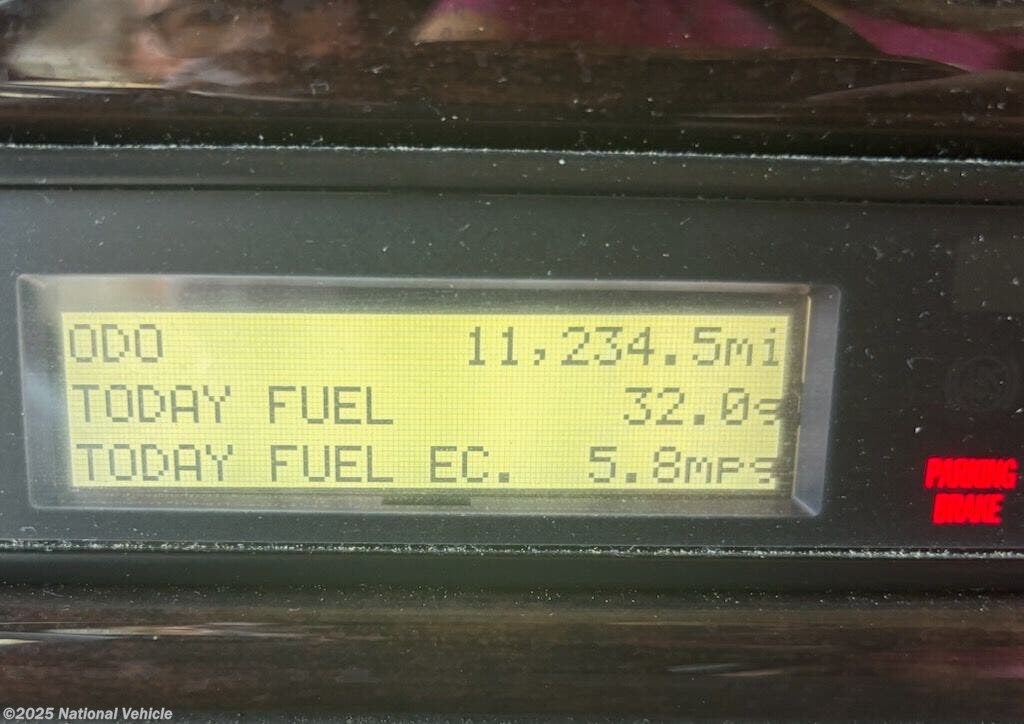 ODO 11,234.5mi
TODAY FUEL 32.0g
TODAY FUEL EC. 5.8mpg
PARKING
BRAKE
©2025 National Vehicle